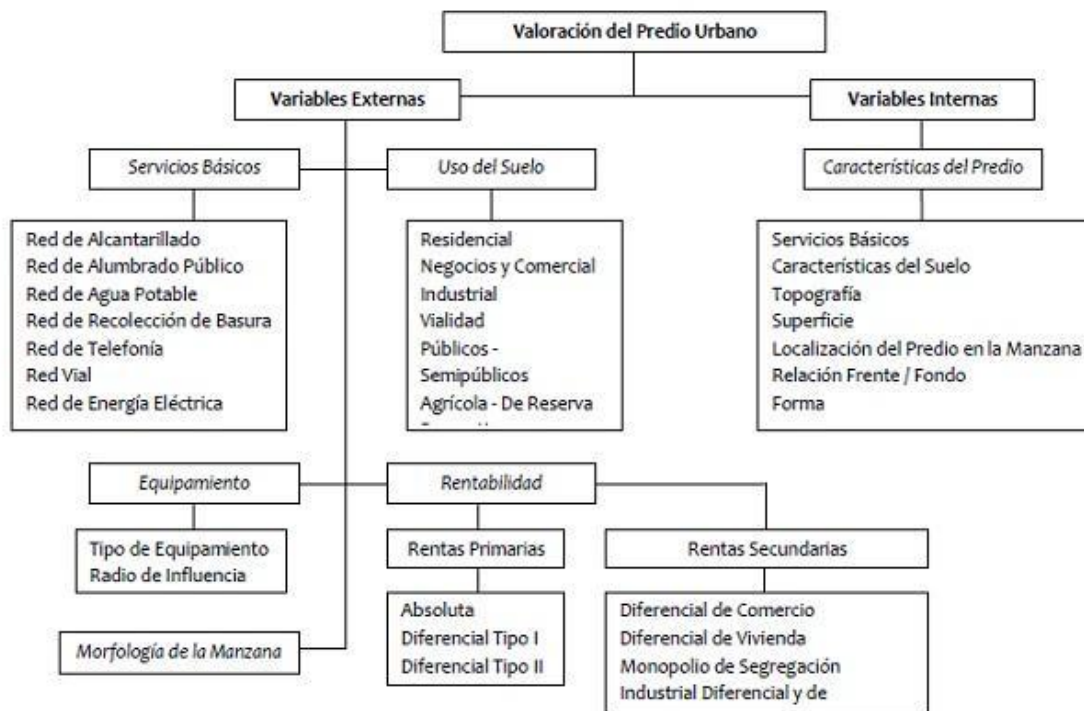 Valoración del Predio Urbano
Variables Externas
Variables Internas
Servicios Básicos
Uso del Suelo
Características del Predio
Red de Alcantarillado
Red de Alumbrado Público
Red de Agua Potable
Red de Recolección de Basura
Red de Telefonía
Red Vial
Red de Energía Eléctrica
Residencial
Negocios y Comercial
Industrial
Vialidad
Públicos -
Semipúblicos
Agrícola - De Reserva
Servicios Básicos
Características del Suelo
Topografía
Superficie
Localización del Predio en la Manzana
Relación Frente / Fondo
Forma
Equipamiento
Rentabilidad
Tipo de Equipamiento
Radio de Influencia
Rentas Primarias
Rentas Secundarias
Absoluta
Diferencial Tipo I
Diferencial Tipo II
Diferencial de Comercio
Diferencial de Vivienda
Monopolio de Segregación
Industrial Diferencial y de
Morfología de la Manzana